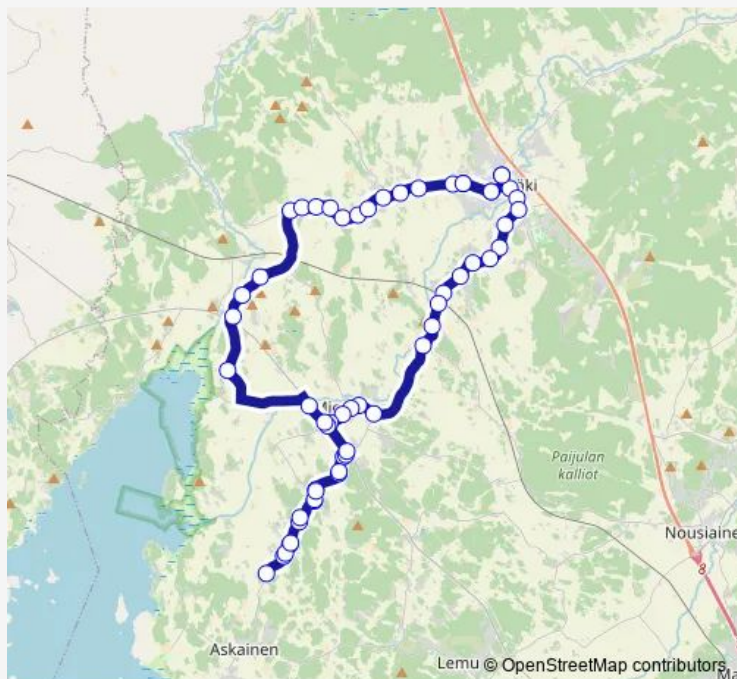 Paijulan
kalliot
Nousiaine
8
Askainen
Lemu
© OpenStreetMap contributors